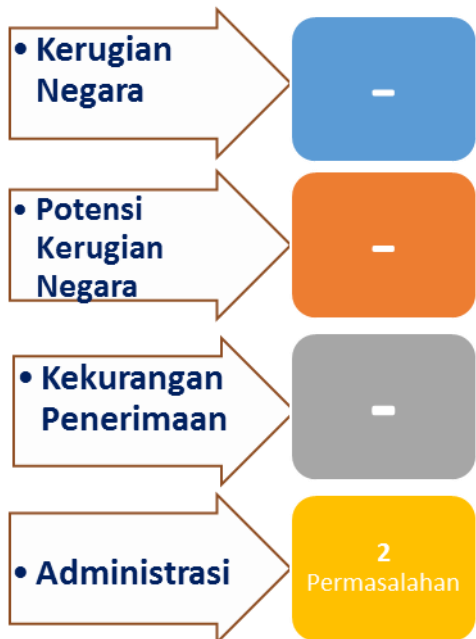 • Kerugian
Negara
-
• Potensi
Kerugian
Negara
-
• Kekurangan
Penerimaan
-
• Administrasi
2
Permasalahan